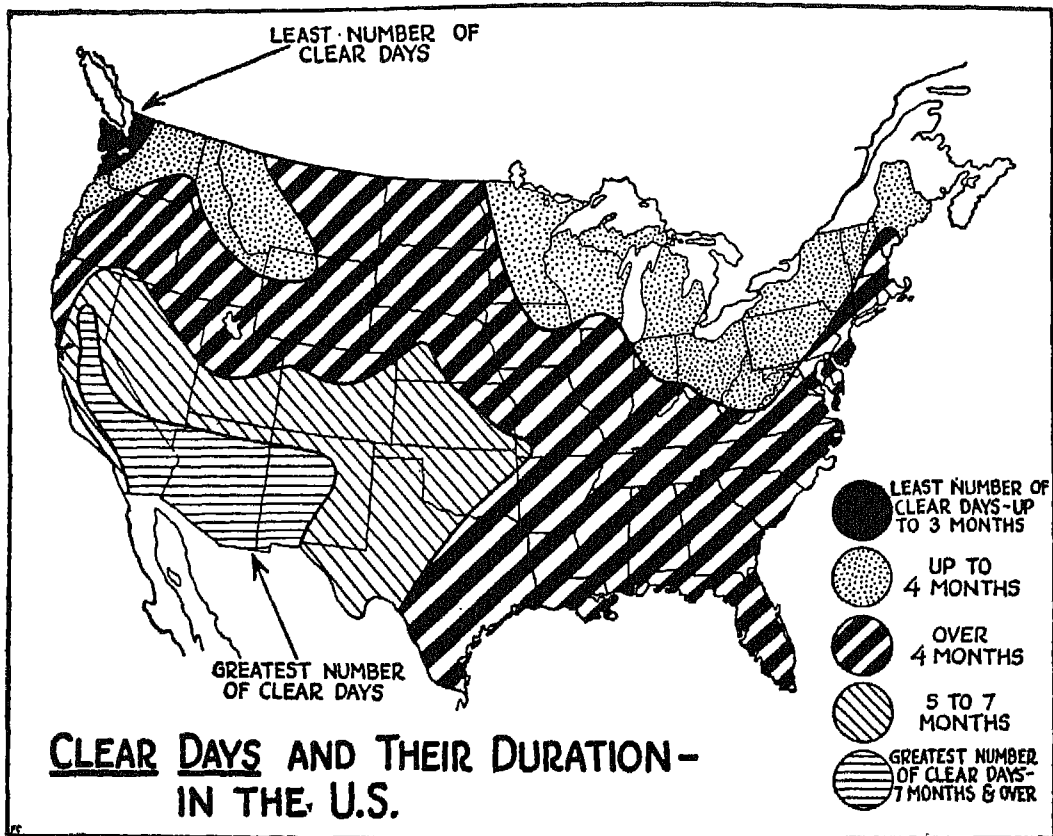 LEAST NUMBER OF
CLEAR DAYS
LEAST NUMBER OF
CLEAR DAYS-UP
TO 3 MONTHS
UP TO
4 MONTHS
OVER
4 MONTHS
5 TO 7
MONTHS
GREATEST NUMBER
OF CLEAR DAYS-
7 MONTHS & OVER
GREATEST NUMBER
OF CLEAR DAYS
CLEAR DAYS AND THEIR DURATION-
IN THE U.S.